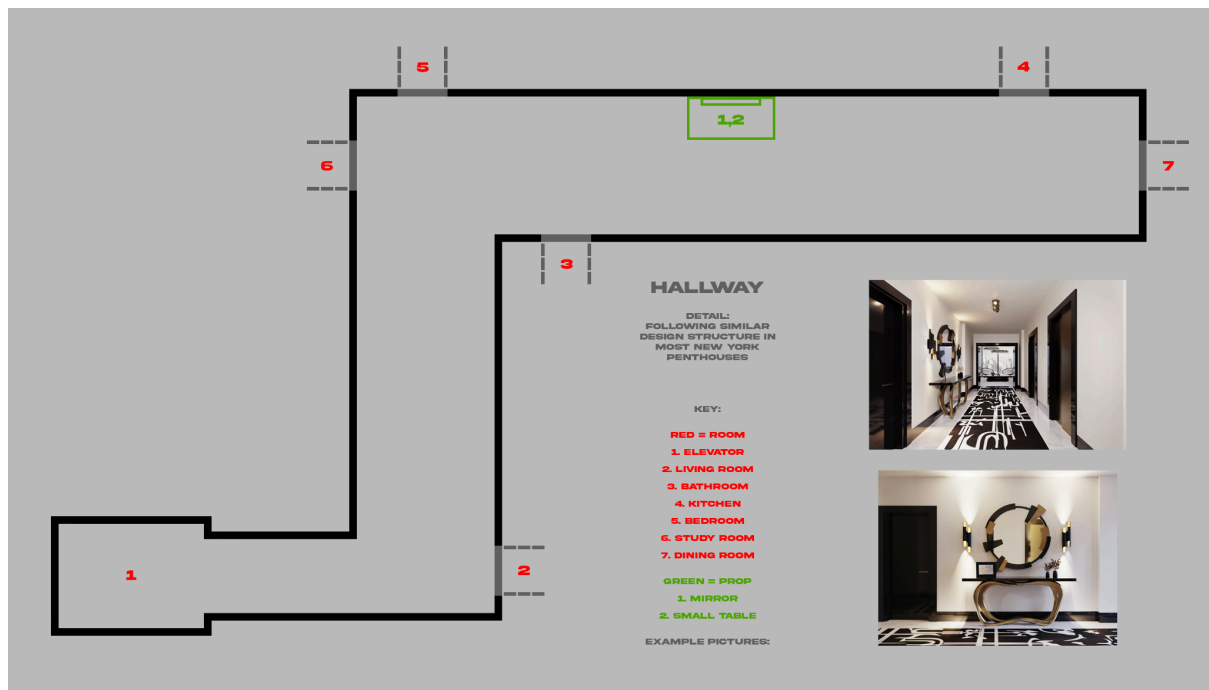 5
4
1,2
6
7
3
HALLWAY
DETAIL:
FOLLOWING SIMILAR
DESIGN STRUCTURE IN
MOST NEW YORK
PENTHOUSES
KEY:
RED = ROOM
1. ELEVATOR
2. LIVING ROOM
3. BATHROOM
4. KITCHEN
5. BEDROOM
6. STUDY ROOM
7. DINING ROOM
1
2
GREEN = PROP
1. MIRROR
2. SMALL TABLE
EXAMPLE PICTURES: